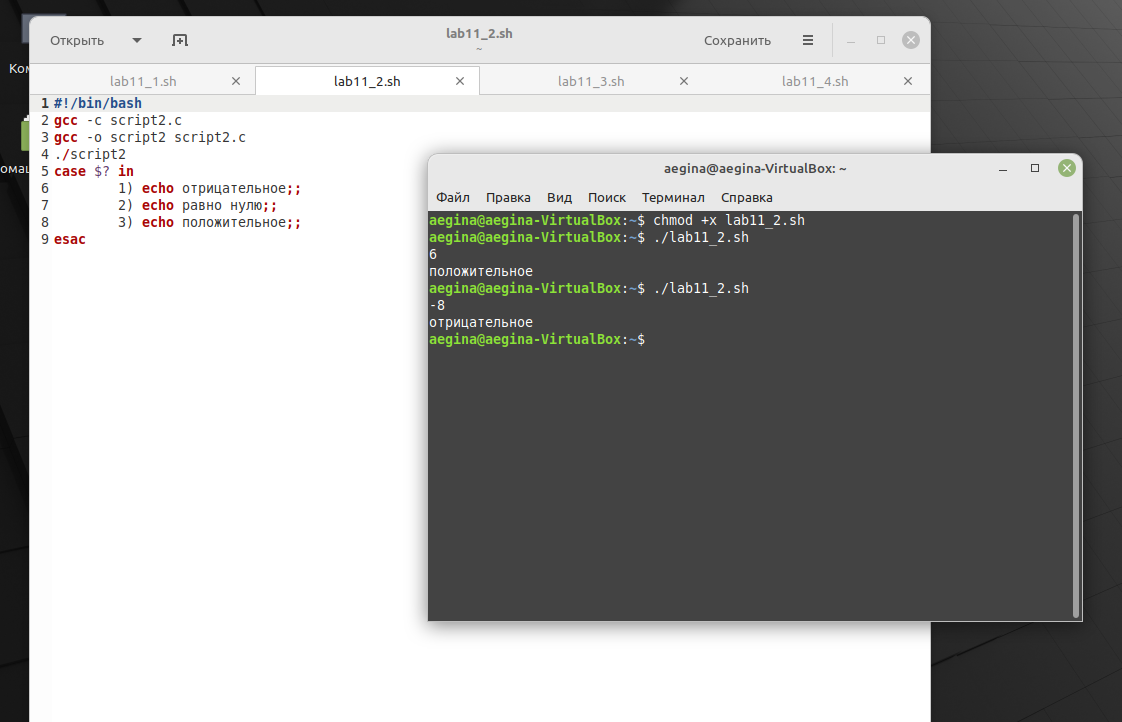 Ком
омаш
Открыть
lab11_2.sh
~
Сохранить
lab11_1.sh
lab11_2.sh
lab11_3.sh
lab11_4.sh
1 #!/bin/bash
2 gcc -c script2.c
3 gcc -o script2 script2.c
4 ./script2
5 case $? in
6 1) echo отрицательное;;
7 2) echo равно нулю;;
8 3) echo положительное;;
9 esac
aegina@aegina-VirtualBox: ~
Файл Правка Вид Поиск Терминал Справка
aegina@aegina-VirtualBox:~$ chmod +x lab11_2.sh
aegina@aegina-VirtualBox:~$ ./lab11_2.sh
6
положительное
aegina@aegina-VirtualBox:~$ ./lab11_2.sh
-8
отрицательное
aegina@aegina-VirtualBox:~$